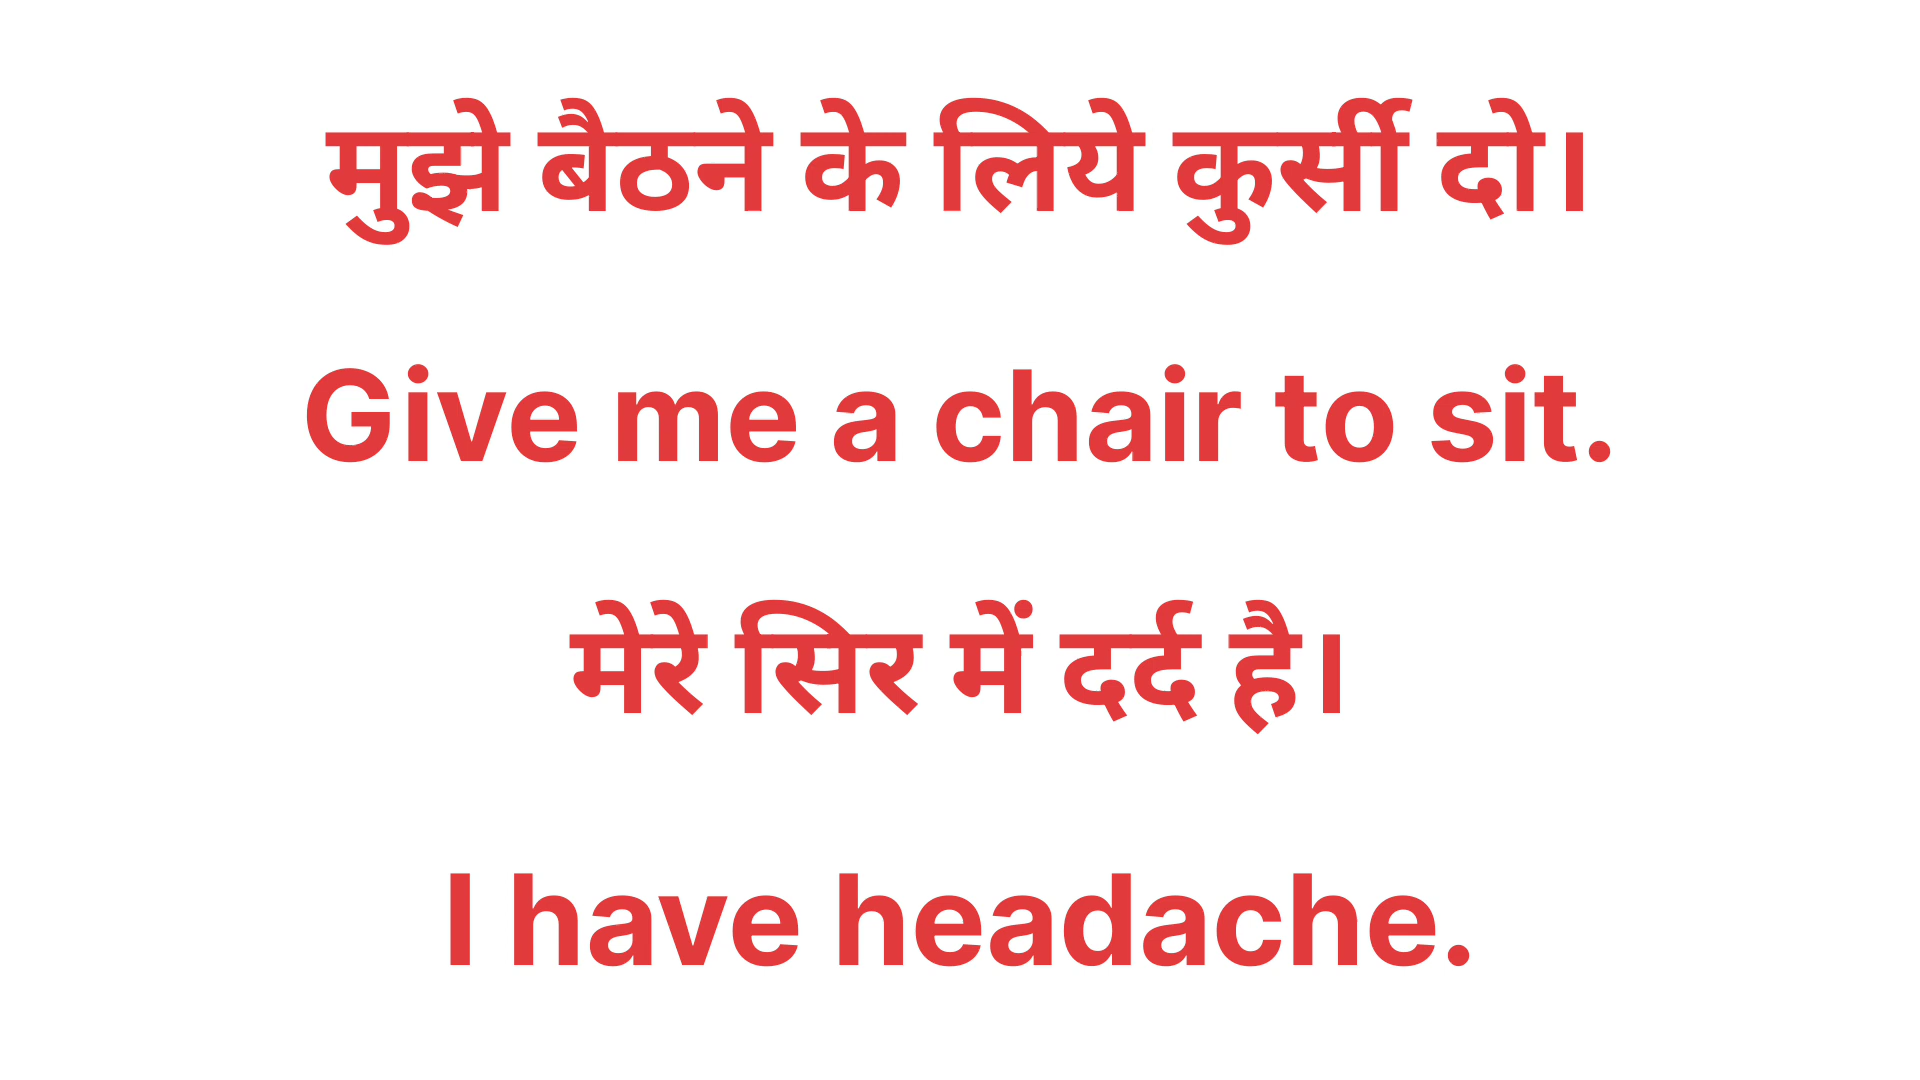 मुझे बैठने के लिये कुर्सी दो।
Give me a chair to sit.
मेरे सिर में दर्द है।
I have headache.